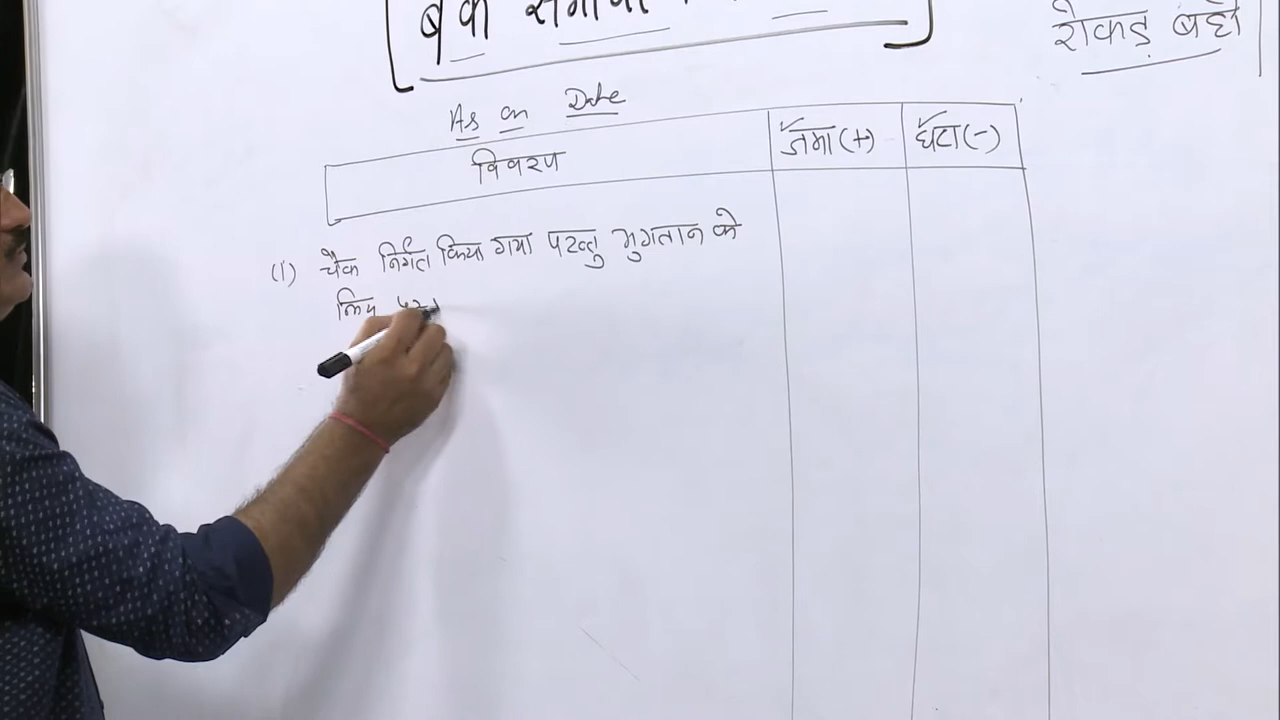 बैंक समाधा
रोकड़ बही
As on Date
विवरण जमा (+) घटा (-)
(1) चैक निर्गत किया गया परन्तु भुगतान के
लिए